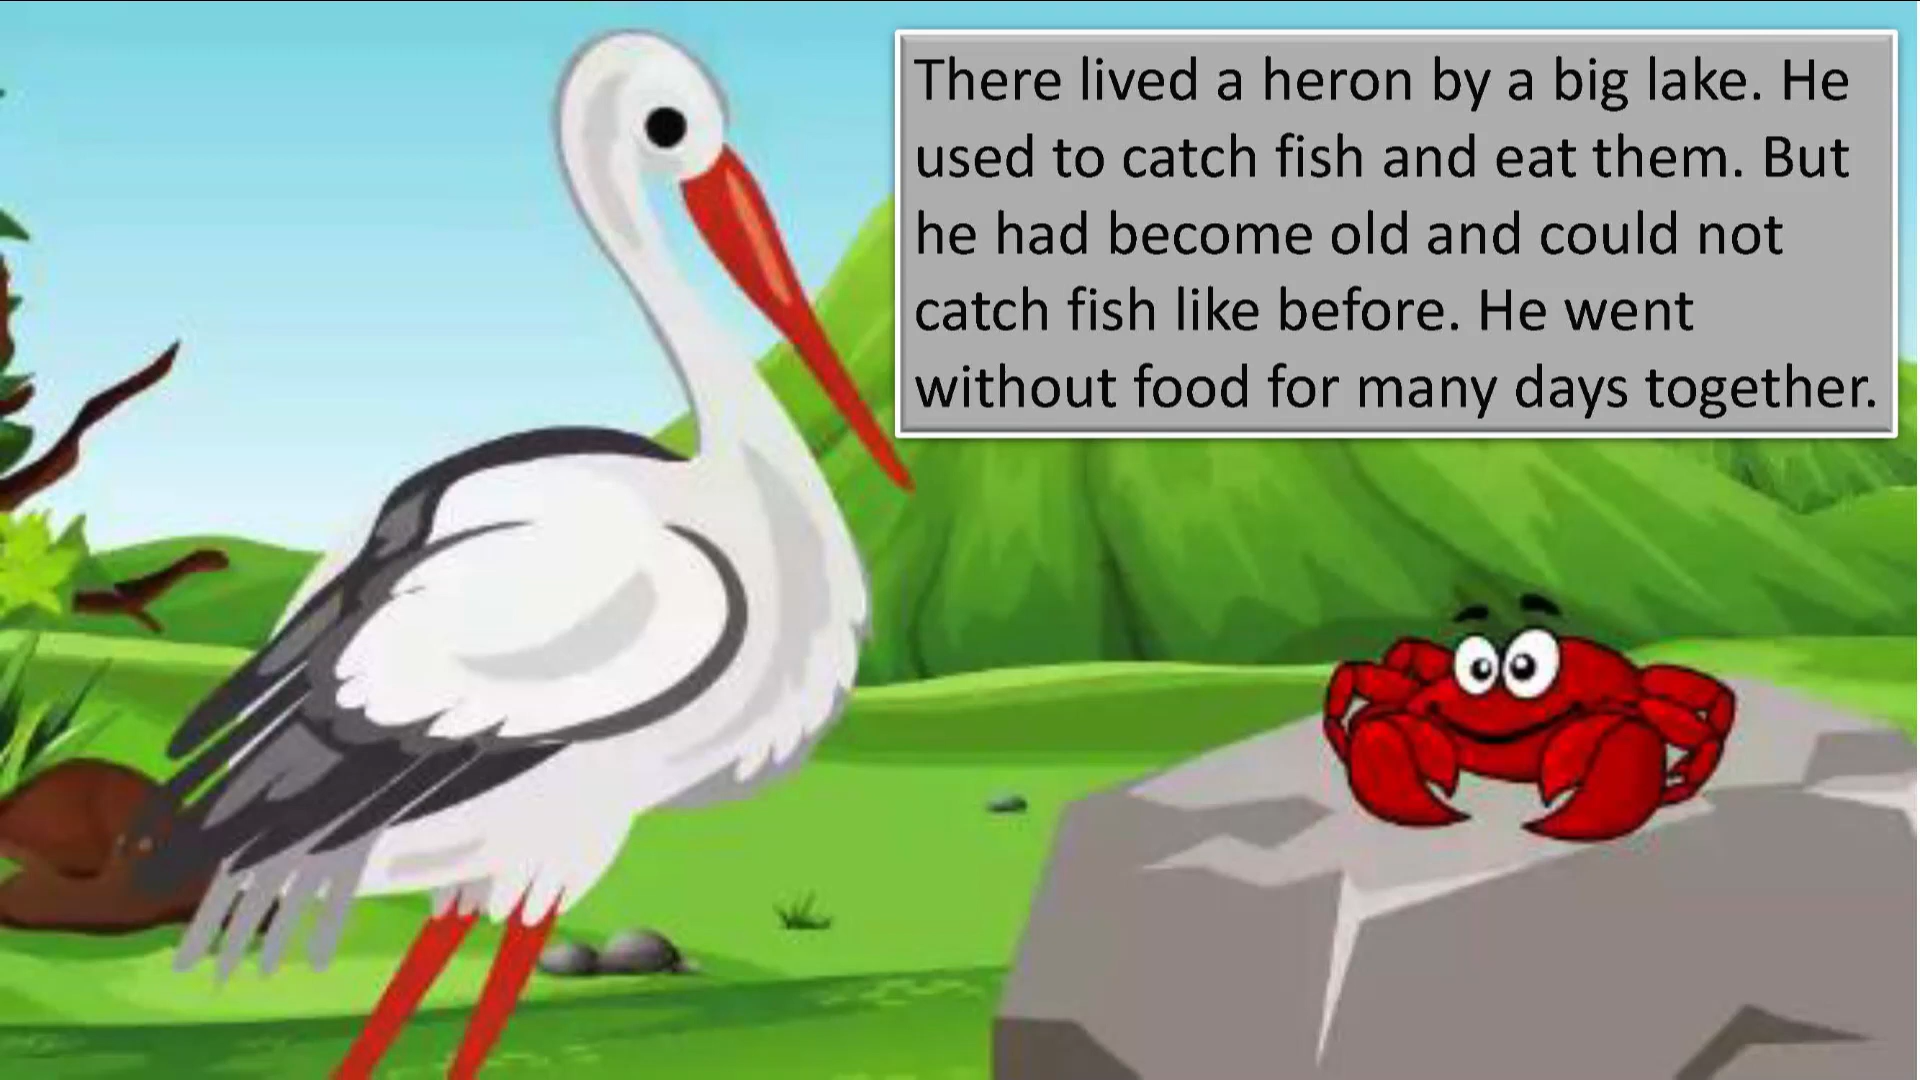 There lived a heron by a big lake. He
used to catch fish and eat them. But
he had become old and could not
catch fish like before. He went
without food for many days together.